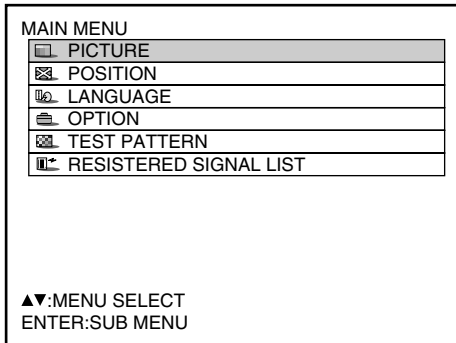 MAIN MENU
PICTURE
POSITION
LANGUAGE
OPTION
TEST PATTERN
RESISTERED SIGNAL LIST
▲▼:MENU SELECT
ENTER:SUB MENU